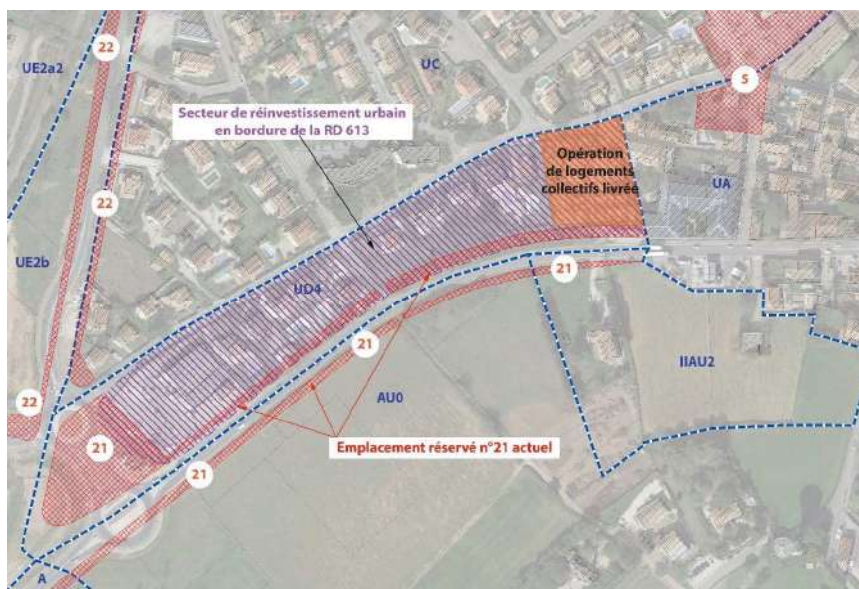 22
UE2a2
UC
5
Secteur de réinvestissement urbain
en bordure de la RD 613
Opération
de logements
collectifs livrée
UA
22
UE2b
21
UD4
21
IIAU2
22
AU0
21
Emplacement réservé n°21 actuel
21
A